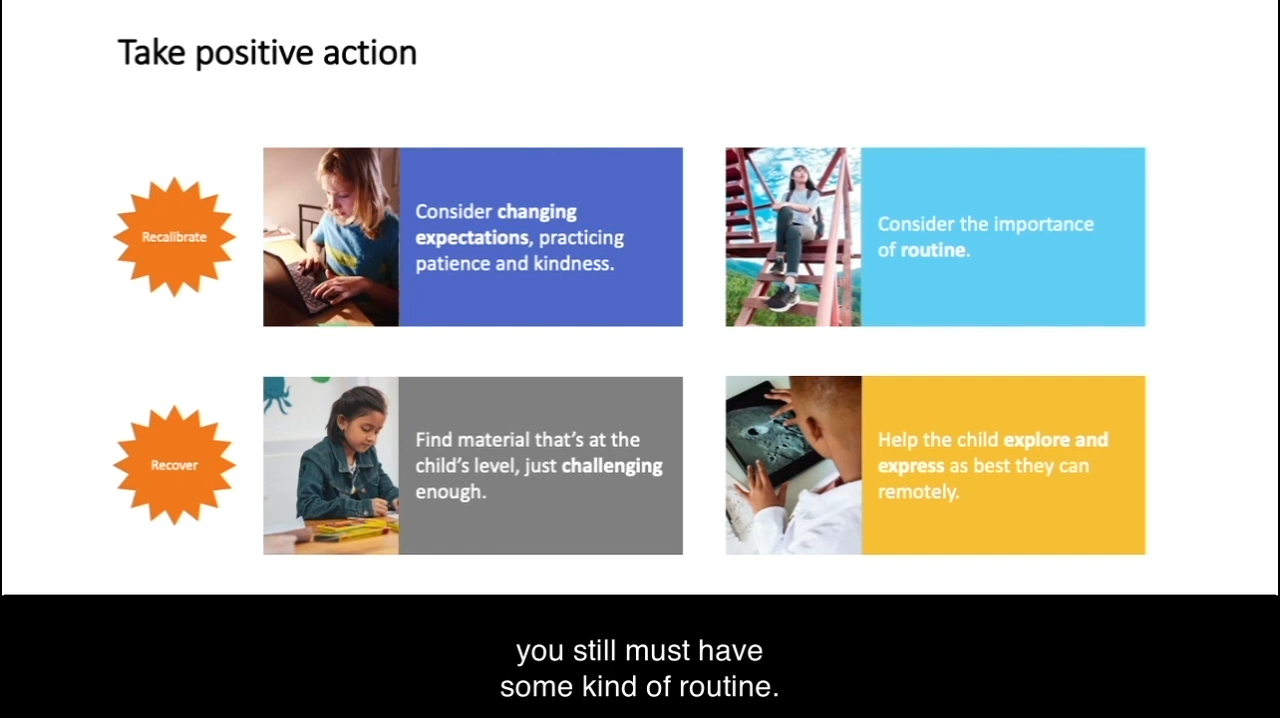 Take positive action
Recalibrate
Consider changing
expectations, practicing
patience and kindness.
Consider the importance
of routine.
Recover
Find material that's at the
child's level, just challenging
enough.
Help the child explore and
express as best they can
remotely.
you still must have
some kind of routine.